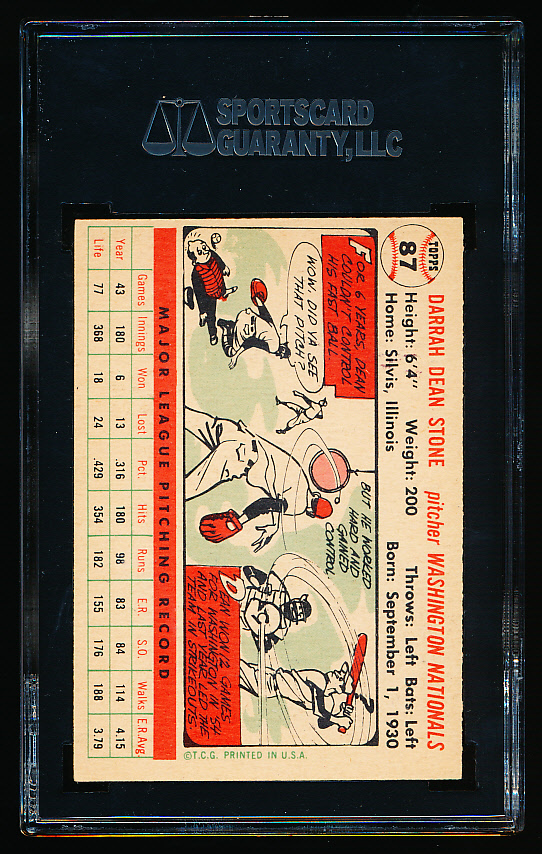 SPORTSCARD
GUARANTY, LLC
TOPPS
87
DARRAH DEAN STONE pitcher WASHINGTON NATIONALS
Height: 6'4" Weight: 200 Throws: Left Bats: Left
Home: Silvis, Illinois Born: September 1, 1930
FOR 6 YEARS, DEAN
COULDN'T CONTROL
HIS FAST BALL.
WOW, DID YA SEE
THAT PITCH?
BUT HE WORKED
HARD AND
GAINED
CONTROL.
DEAN WON 12 GAMES
FOR WASHINGTON IN '54
AND LAST YEAR LED THE
TEAM IN STRIKEOUTS.
MAJOR LEAGUE PITCHING RECORD
Games Innings Won Lost Pct. Hits Runs E.R. S.O. Walks E.R.Avg.
Year 43 180 6 13 .316 180 98 83 84 114 4.15
Life 77 368 18 24 .429 354 182 155 176 188 3.79
©T.C.G. PRINTED IN U.S.A.